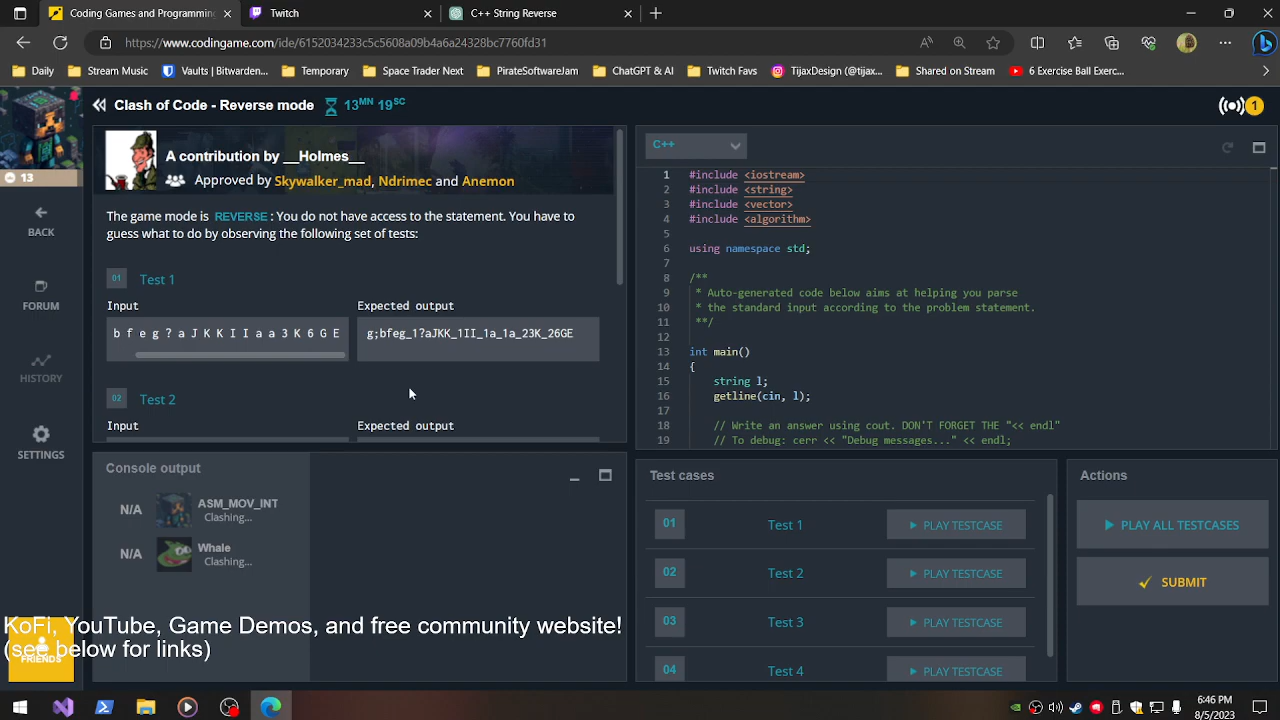 Coding Games and Programming
Twitch
C++ String Reverse
https://www.codingame.com/ide/6152034233c5c5608a09b4a6a24328bc7760fd31
Daily
Stream Music
Vaults | Bitwarden...
Temporary
Space Trader Next
PirateSoftwareJam
ChatGPT & AI
Twitch Favs
TijaxDesign (@tijax...
Shared on Stream
6 Exercise Ball Exerc...
13
BACK
FORUM
HISTORY
SETTINGS
FRIENDS
Clash of Code - Reverse mode
13MN 19SC
1
A contribution by __Holmes__
Approved by Skywalker_mad, Ndrimec and Anemon
The game mode is REVERSE: You do not have access to the statement. You have to
guess what to do by observing the following set of tests:
01 Test 1
Input
Expected output
b f e g ? a J K K I I a a 3 K 6 G E
g;bfeg_1?aJKK_1II_1a_1a_23K_26GE
02 Test 2
Input
Expected output
Console output
N/A
ASM_MOV_INT
Clashing...
N/A
Whale
Clashing...
KoFi, YouTube, Game Demos, and free community website!
(see below for links)
C++
1 #include <iostream>
2 #include <string>
3 #include <vector>
4 #include <algorithm>
5
6 using namespace std;
7
8 /**
9 * Auto-generated code below aims at helping you parse
10 * the standard input according to the problem statement.
11 **/
12
13 int main()
14 {
15 string l;
16 getline(cin, l);
17
18 // Write an answer using cout. DON'T FORGET THE "<< endl"
19 // To debug: cerr << "Debug messages..." << endl;
Test cases
01 Test 1 PLAY TESTCASE
02 Test 2 PLAY TESTCASE
03 Test 3 PLAY TESTCASE
04 Test 4 PLAY TESTCASE
Actions
PLAY ALL TESTCASES
SUBMIT
6:46 PM
8/5/2023